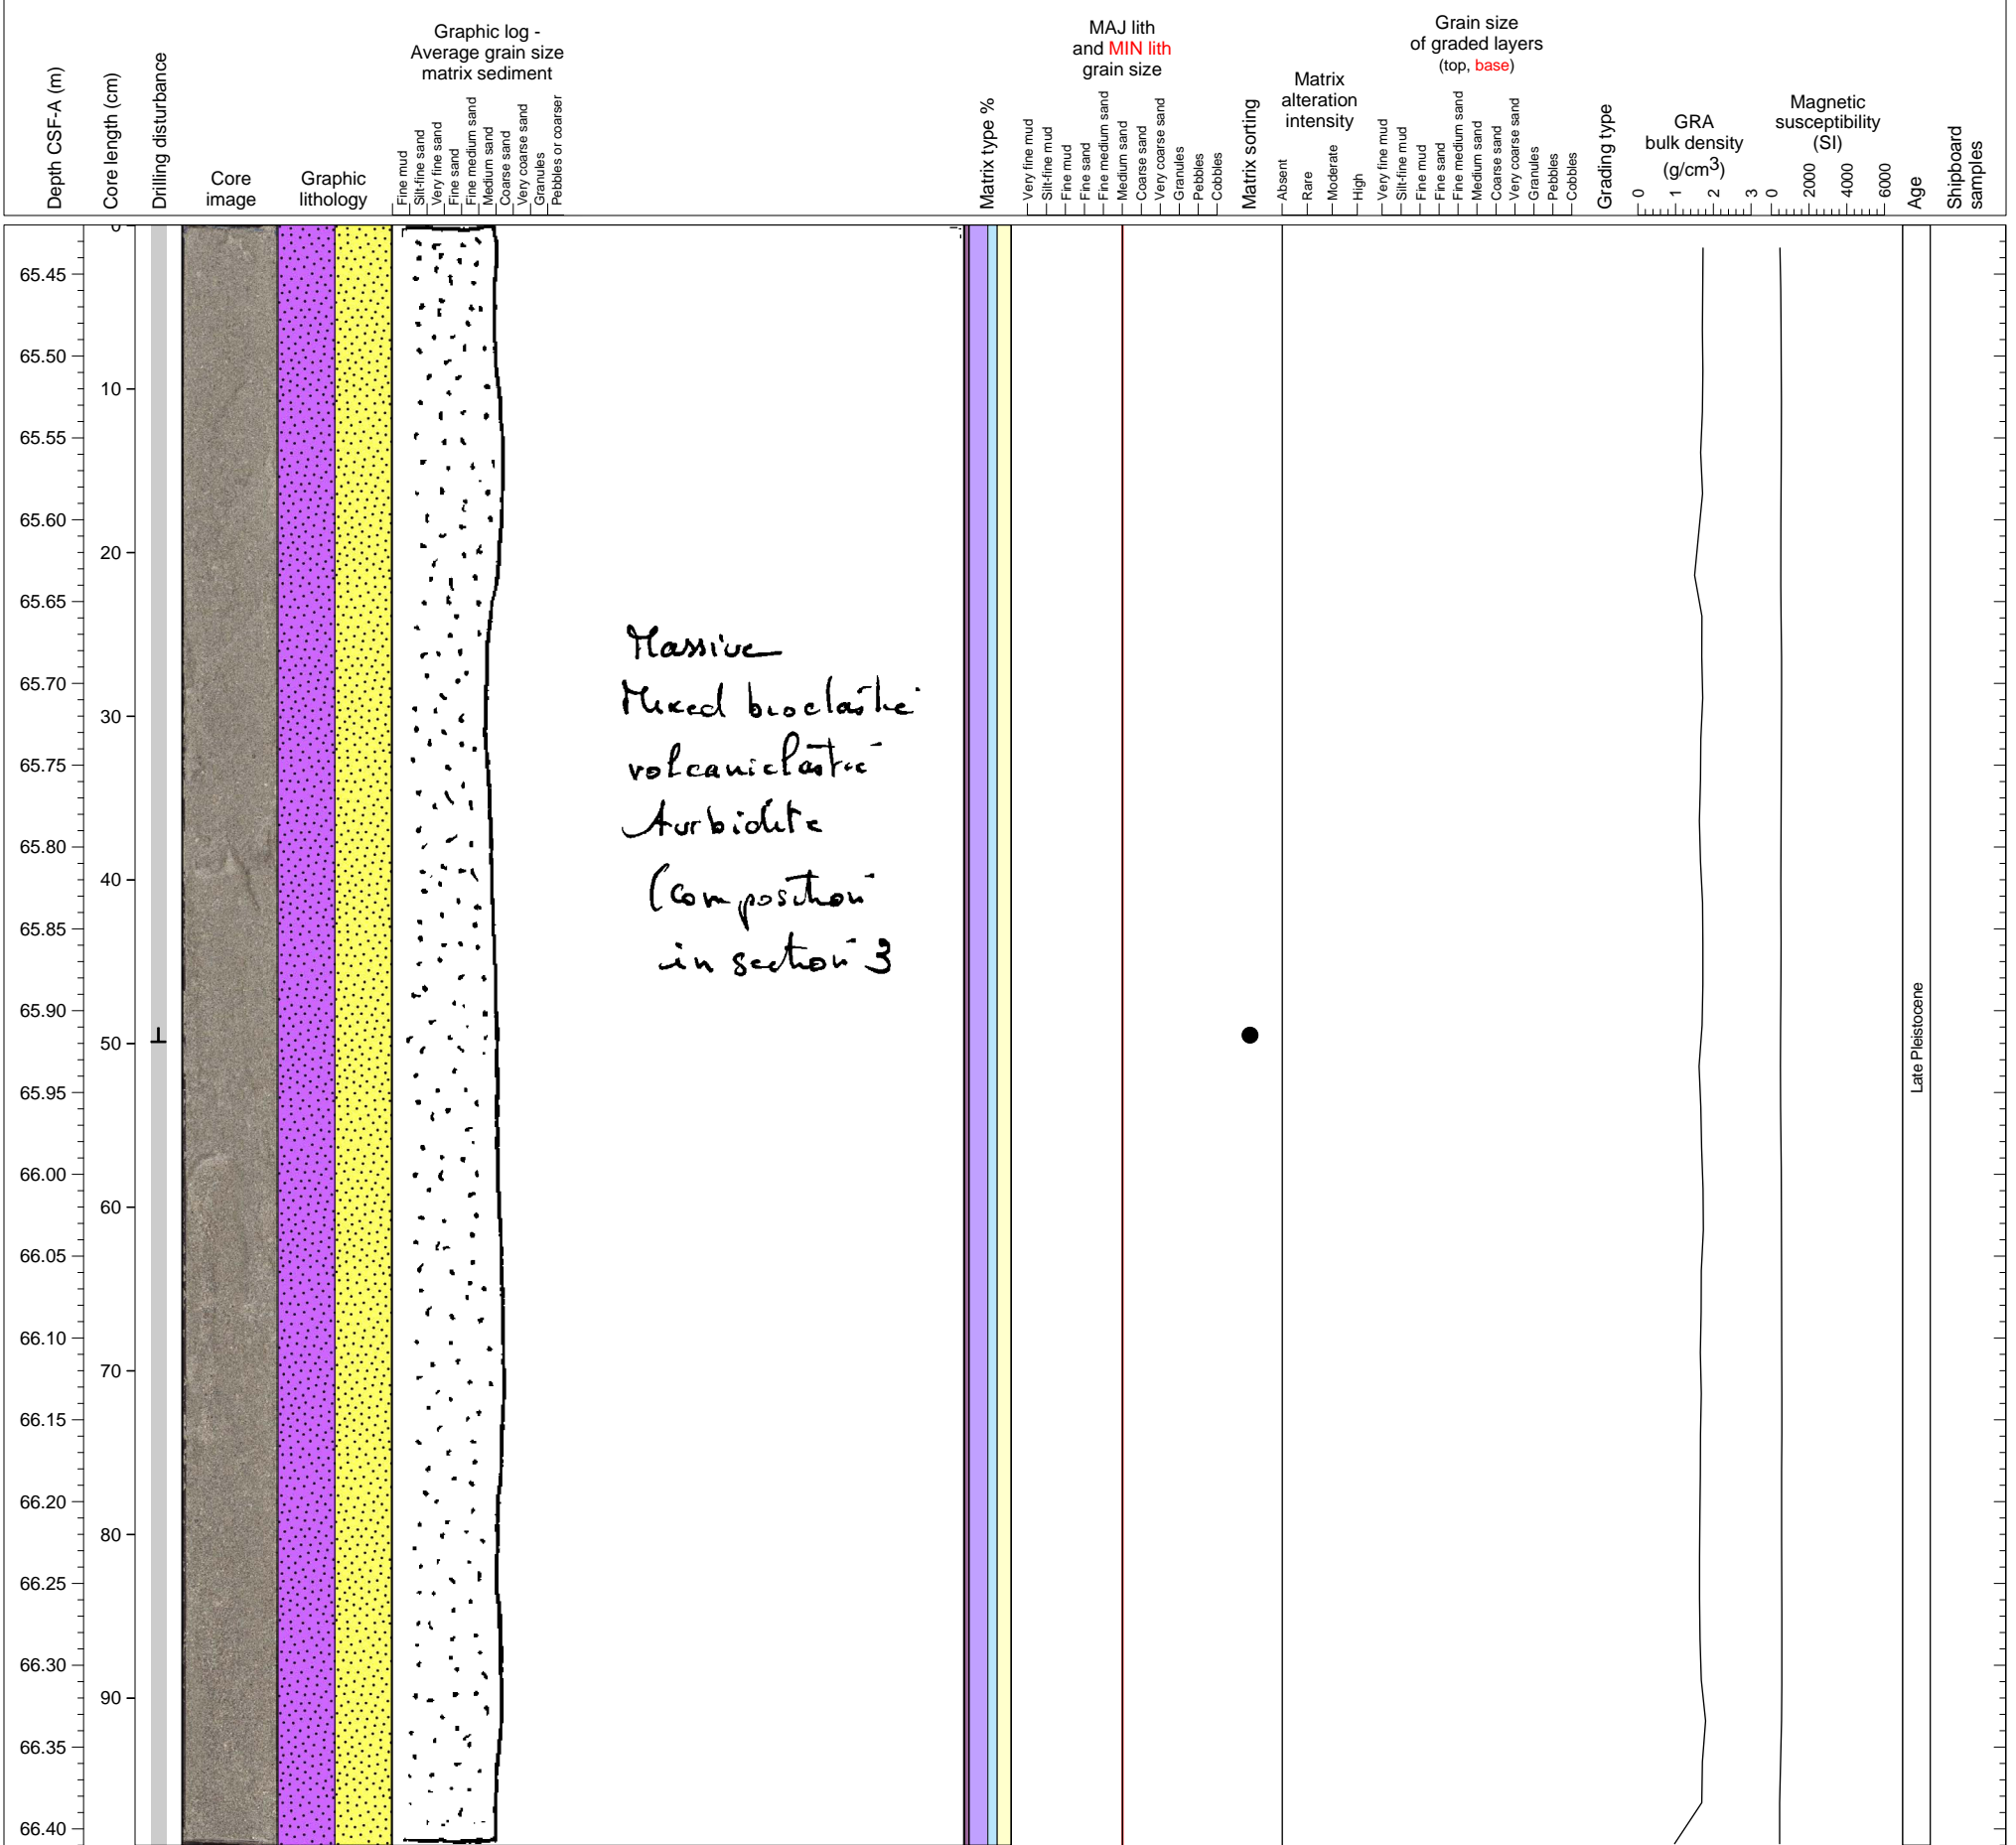 Depth CSF-A (m)
Core length (cm)
Drilling disturbance
Core
image
Graphic
lithology
Graphic log -
Average grain size
matrix sediment
Fine mud
Silt-fine sand
Very fine sand
Fine sand
Fine medium sand
Medium sand
Coarse sand
Very coarse sand
Granules
Pebbles or coarser
Matrix type %
MAJ lith
and MIN lith
grain size
Very fine mud
Silt-fine mud
Fine mud
Fine sand
Fine medium sand
Medium sand
Coarse sand
Very coarse sand
Granules
Pebbles
Cobbles
Matrix sorting
Matrix
alteration
intensity
Absent
Rare
Moderate
High
Grain size
of graded layers
(top, base)
Very fine mud
Silt-fine mud
Fine mud
Fine sand
Fine medium sand
Medium sand
Coarse sand
Very coarse sand
Granules
Pebbles
Cobbles
Grading type
GRA
bulk density
(g/cm3)
0 1 2 3
Magnetic
susceptibility
(SI)
0 2000 4000 6000
Age
Shipboard
samples
65.45
65.50
65.55
65.60
65.65
65.70
65.75
65.80
65.85
65.90
65.95
66.00
66.05
66.10
66.15
66.20
66.25
66.30
66.35
66.40
0
10
20
30
40
50
60
70
80
90
Massive
Mixed bioclastic
volcaniclastic
turbidite
(composition
in section 3
Late Pleistocene